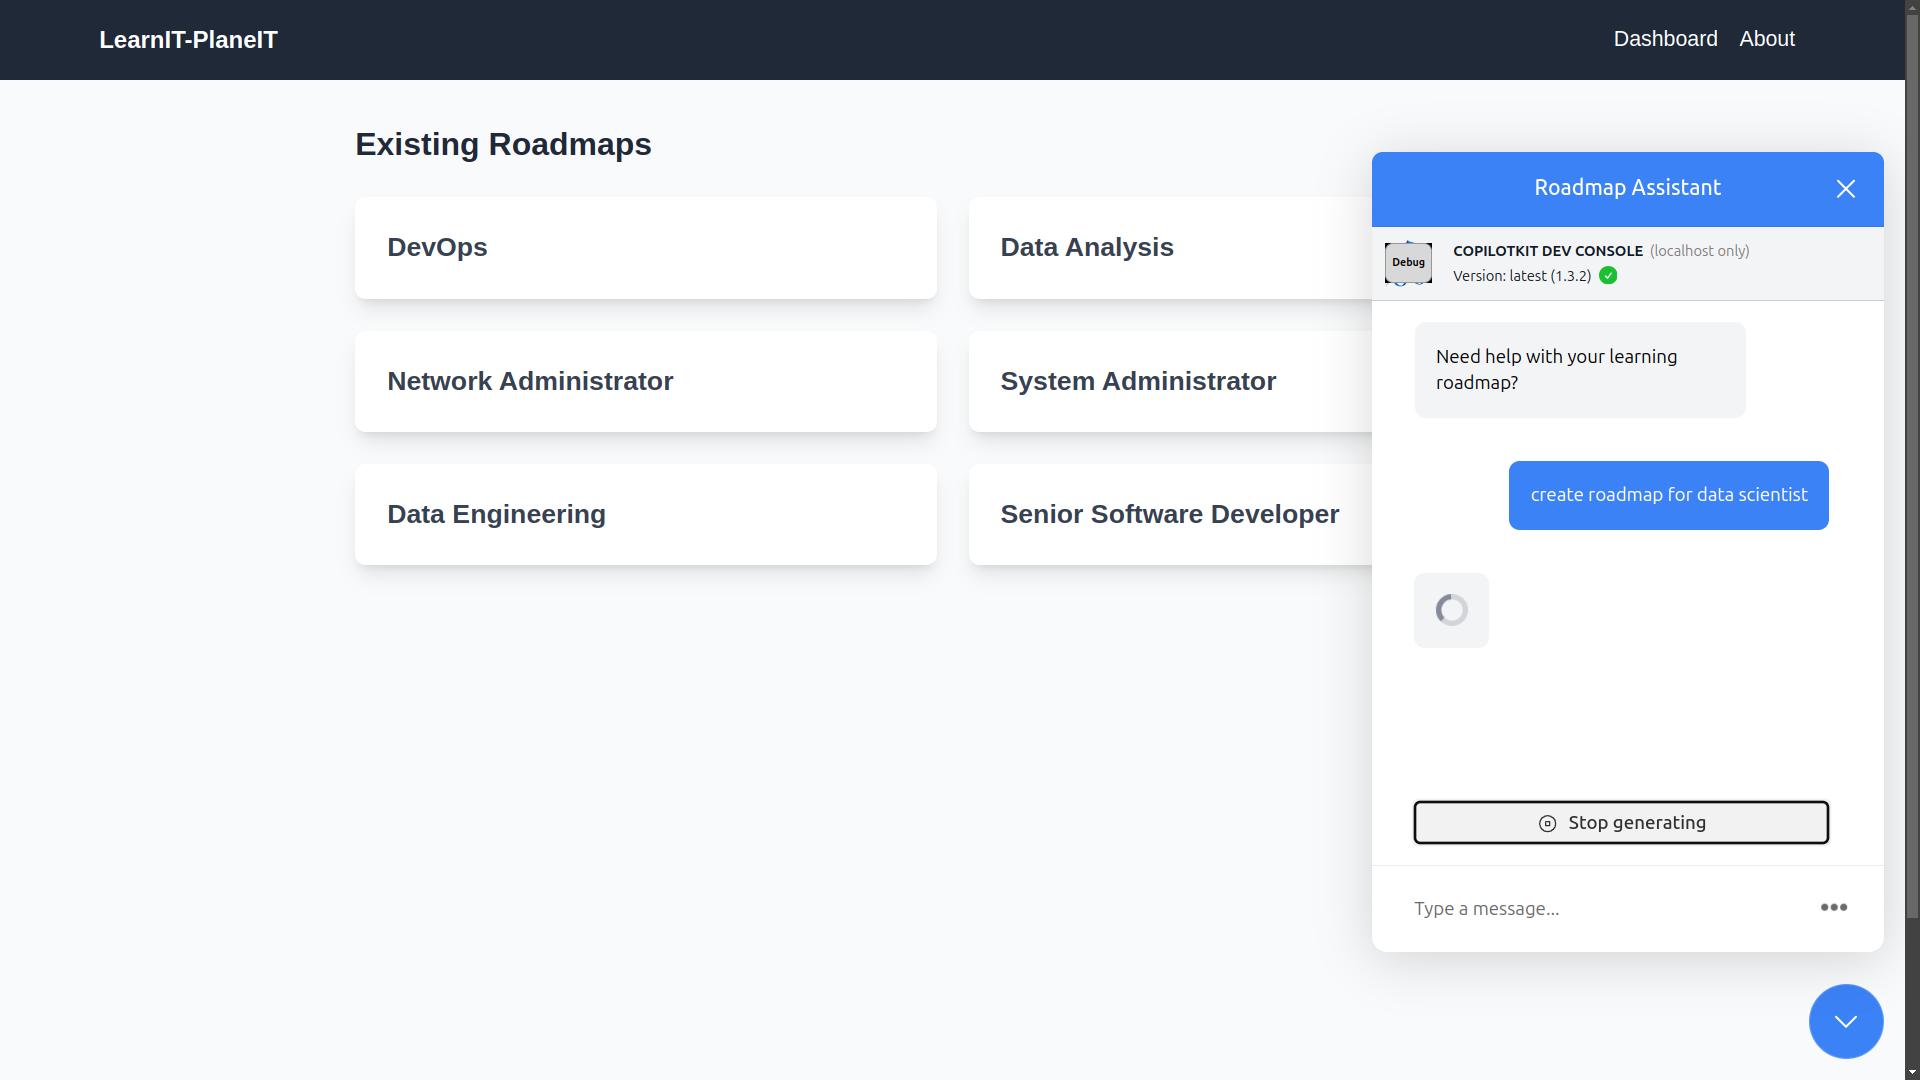 LearnIT-PlaneIT
Dashboard
About
Existing Roadmaps
DevOps
Data Analysis
Network Administrator
System Administrator
Data Engineering
Senior Software Developer
Roadmap Assistant
Debug
COPILOTKIT DEV CONSOLE (localhost only)
Version: latest (1.3.2)
Need help with your learning
roadmap?
create roadmap for data scientist
Stop generating
Type a message...